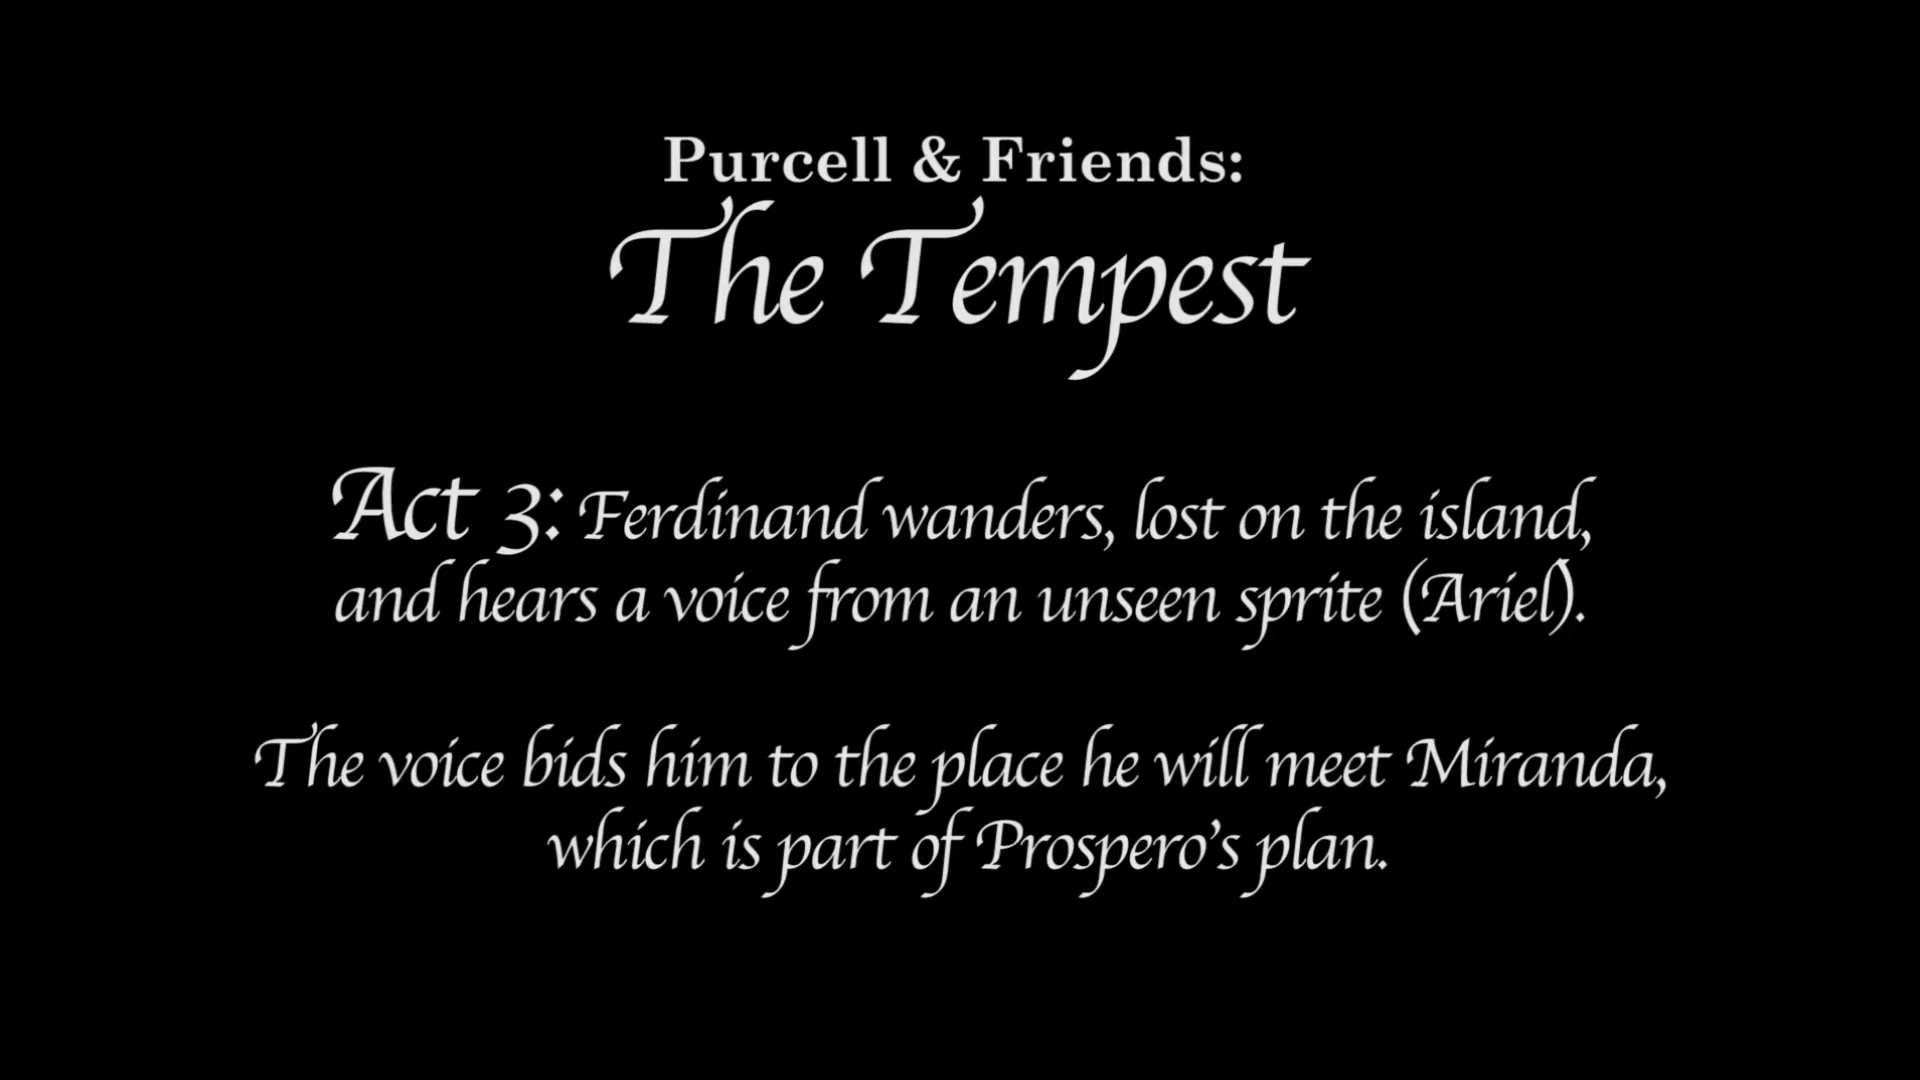 Purcell & Friends:
The Tempest
Act 3: Ferdinand wanders, lost on the island,
and hears a voice from an unseen sprite (Ariel).
The voice bids him to the place he will meet Miranda,
which is part of Prospero’s plan.